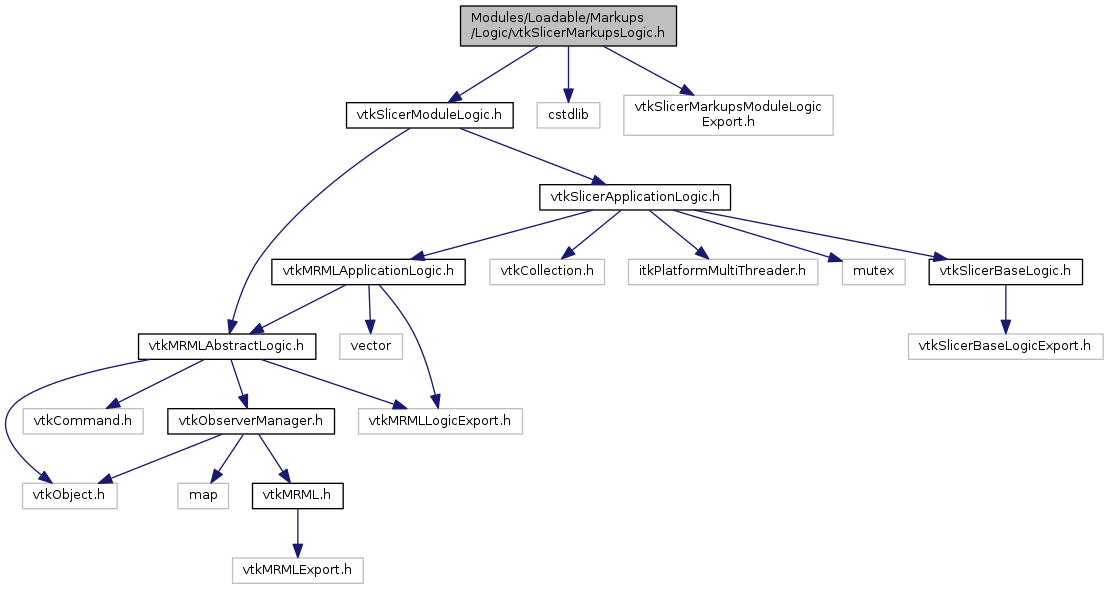 Modules/Loadable/Markups
/Logic/vtkSlicerMarkupsLogic.h
vtkSlicerModuleLogic.h
cstdlib
vtkSlicerMarkupsModuleLogic
Export.h
vtkSlicerApplicationLogic.h
vtkMRMLApplicationLogic.h
vtkCollection.h
itkPlatformMultiThreader.h
mutex
vtkSlicerBaseLogic.h
vtkMRMLAbstractLogic.h
vector
vtkSlicerBaseLogicExport.h
vtkCommand.h
vtkObserverManager.h
vtkMRMLLogicExport.h
vtkObject.h
map
vtkMRML.h
vtkMRMLExport.h